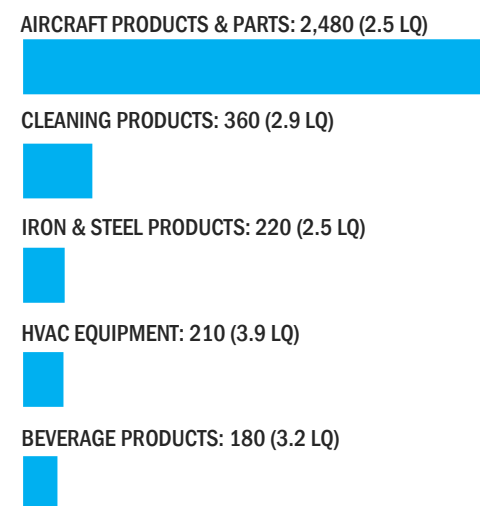 AIRCRAFT PRODUCTS & PARTS: 2,480 (2.5 LQ)
CLEANING PRODUCTS: 360 (2.9 LQ)
IRON & STEEL PRODUCTS: 220 (2.5 LQ)
HVAC EQUIPMENT: 210 (3.9 LQ)
BEVERAGE PRODUCTS: 180 (3.2 LQ)